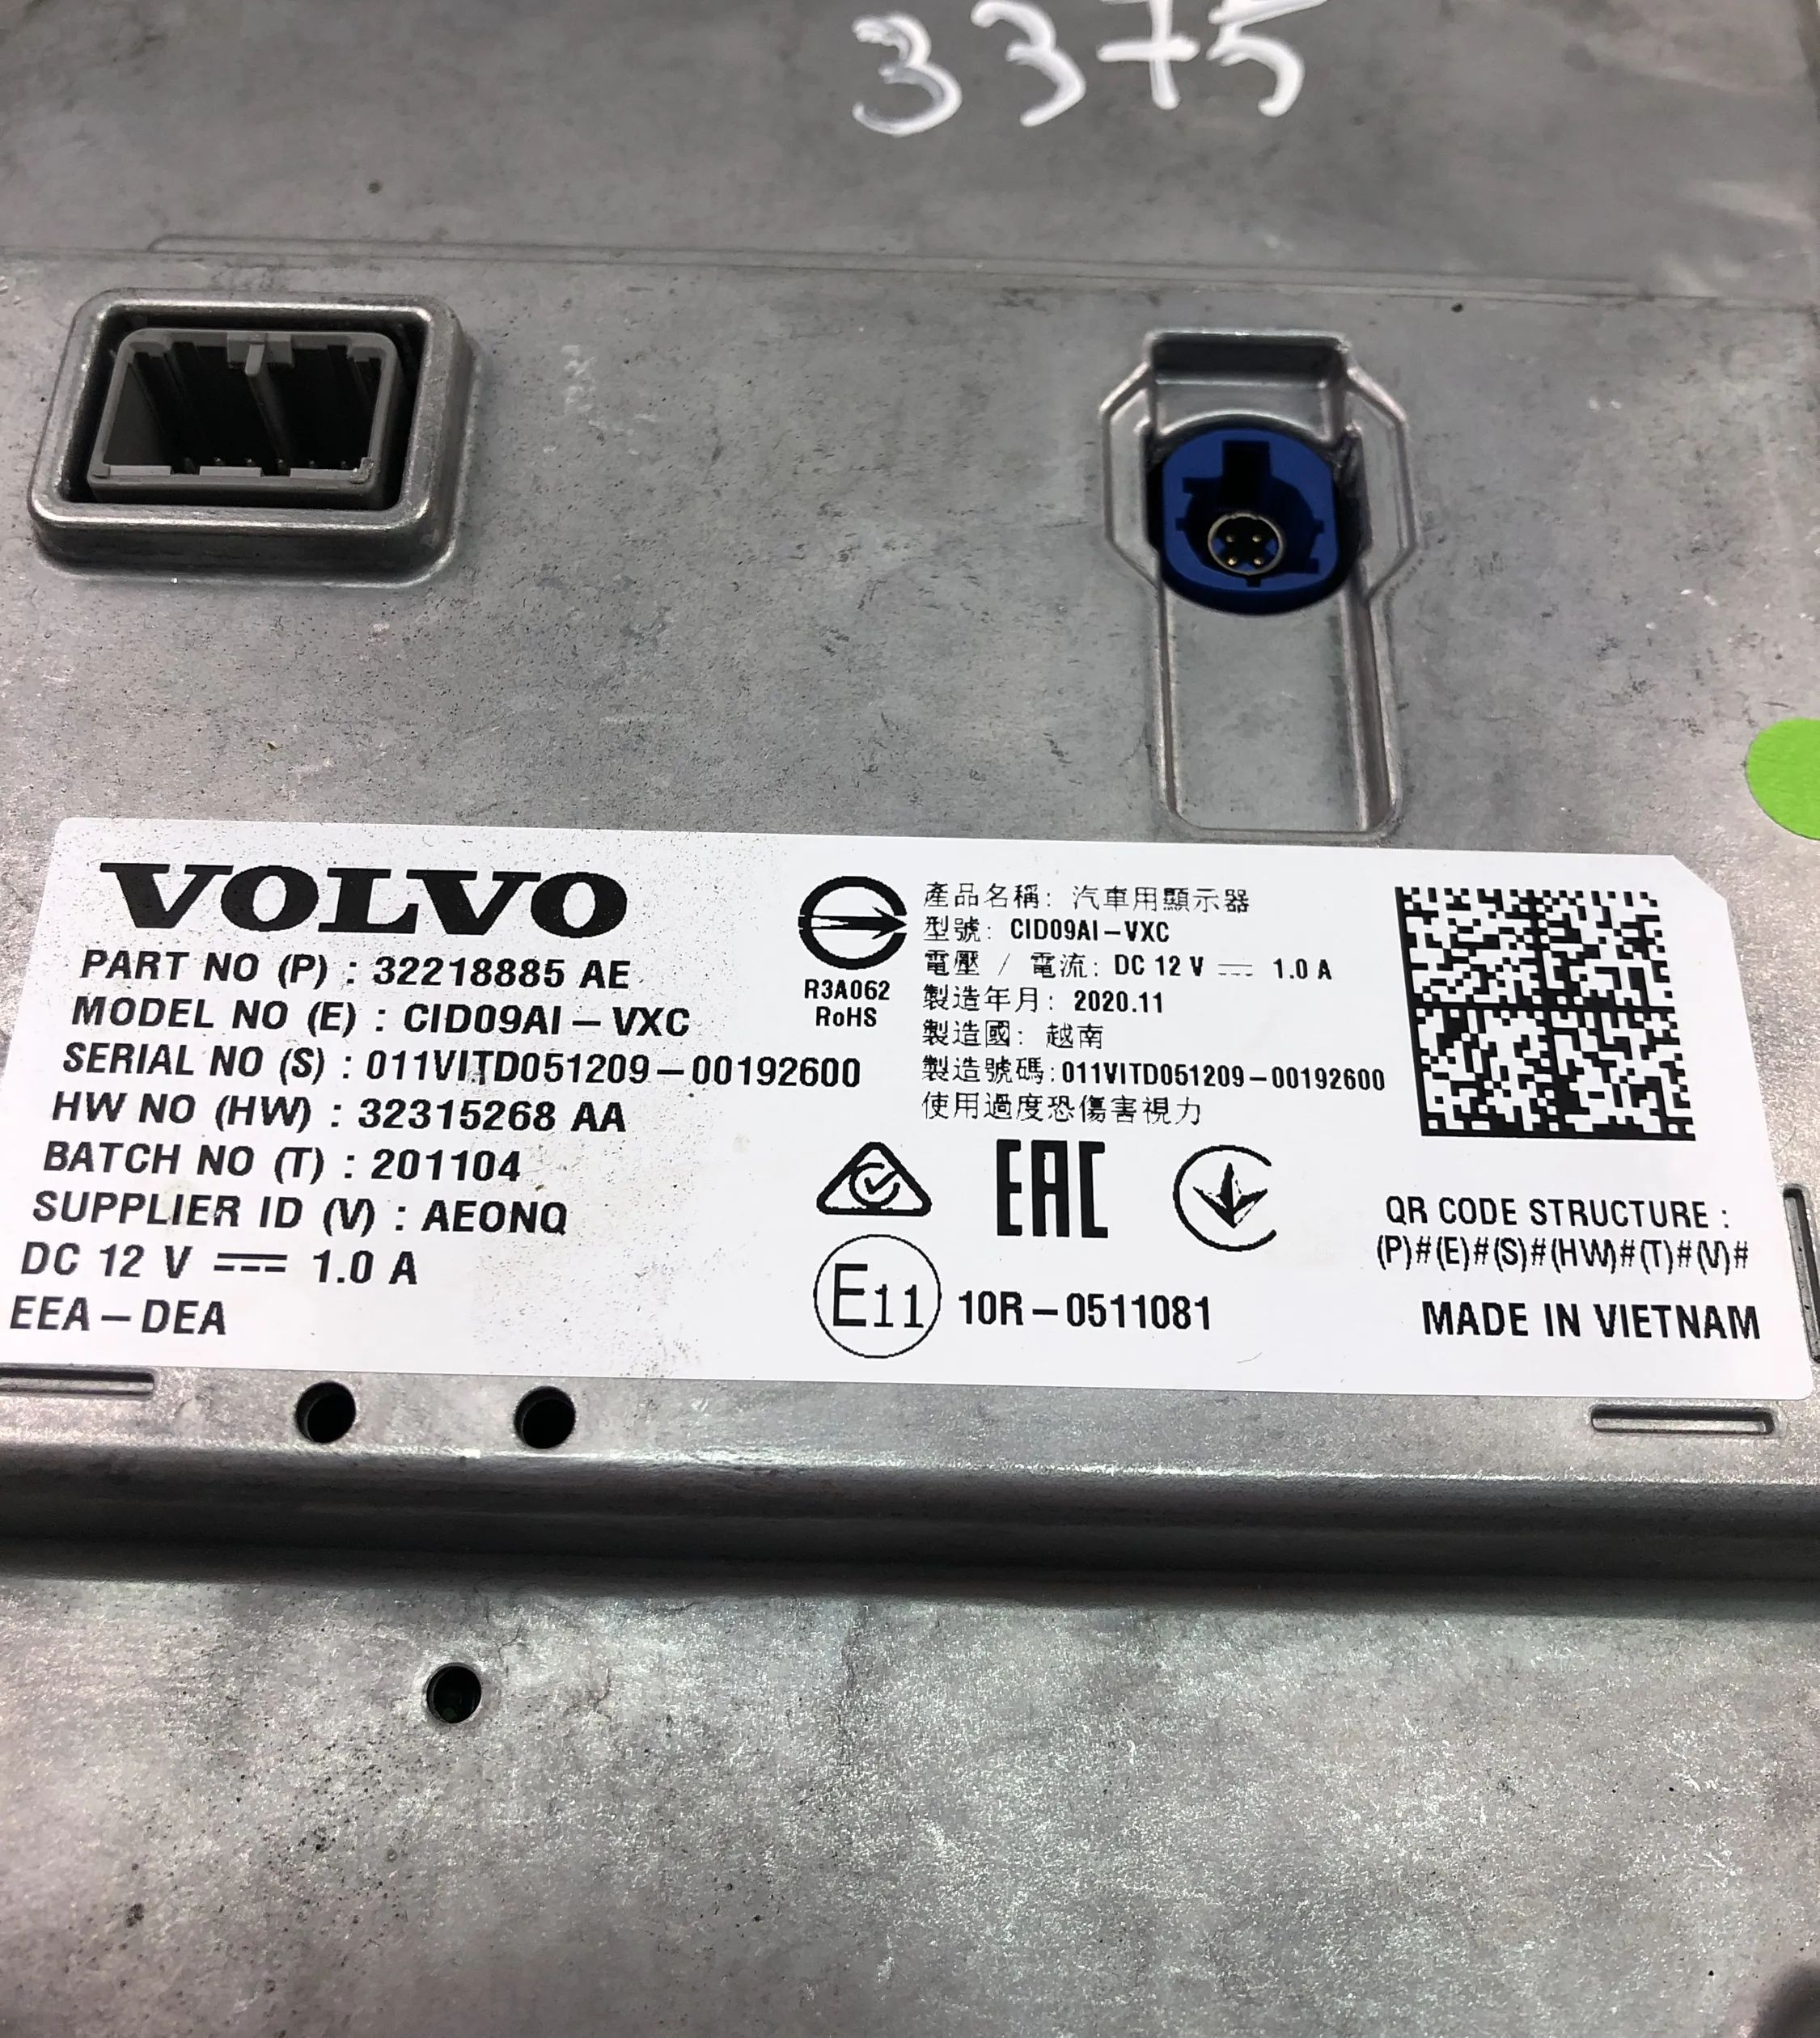 3375
VOLVO
PART NO (P) : 32218885 AE
MODEL NO (E) : CID09AI-VXC
SERIAL NO (S) : 011VITD051209-00192600
HW NO (HW) : 32315268 AA
BATCH NO (T) : 201104
SUPPLIER ID (V) : AEONQ
DC 12 V ⎓ 1.0 A
EEA-DEA
R3A062
RoHS
產品名稱: 汽車用顯示器
型號: CID09AI-VXC
電壓 / 電流: DC 12 V ⎓ 1.0 A
製造年月: 2020.11
製造國: 越南
製造號碼:011VITD051209-00192600
使用過度恐傷害視力
EAC
E11 10R-0511081
QR CODE STRUCTURE :
(P)#(E)#(S)#(HW)#(T)#(V)#
MADE IN VIETNAM